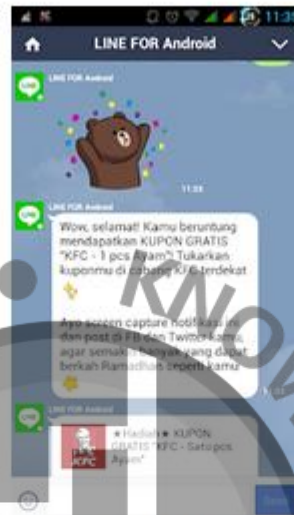 11:35
LINE FOR Android
LINE FOR Android
11:03
LINE FOR Android
Wow, selamat! Kamu beruntung
mendapatkan KUPON GRATIS
"KFC - 1 pcs Ayam"! Tukarkan
kuponmu di cabang KFC terdekat
Ayo screen capture notifikasi ini
dan post di FB dan Twitter kamu,
agar semakin banyak yang dapat
berkah Ramadhan seperti kamu
LINE FOR Android
★Hadiah★ KUPON
GRATIS "KFC - Satu pcs
Ayam"
KFC
Send